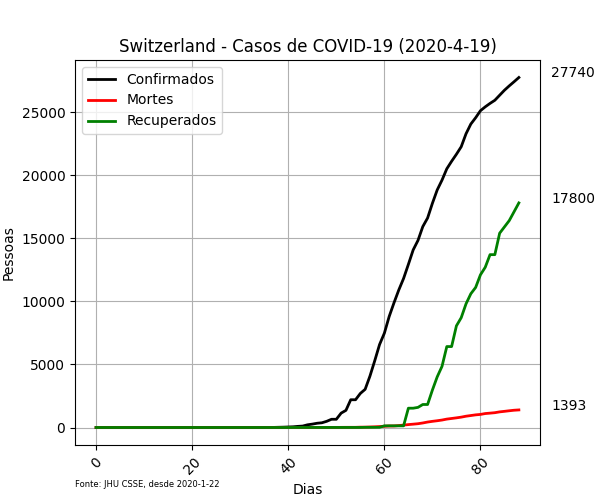 Switzerland - Casos de COVID-19 (2020-4-19)
Confirmados
Mortes
Recuperados
27740
17800
1393
Pessoas
25000
20000
15000
10000
5000
0
0 20 40 60 80
Dias
Fonte: JHU CSSE, desde 2020-1-22